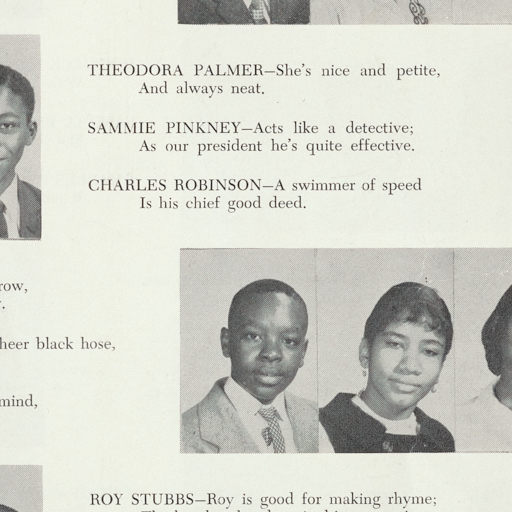 THEODORA PALMER—She's nice and petite,
And always neat.
SAMMIE PINKNEY—Acts like a detective;
As our president he's quite effective.
CHARLES ROBINSON—A swimmer of speed
Is his chief good deed.
row,
heer black hose,
mind,
ROY STUBBS—Roy is good for making rhyme;